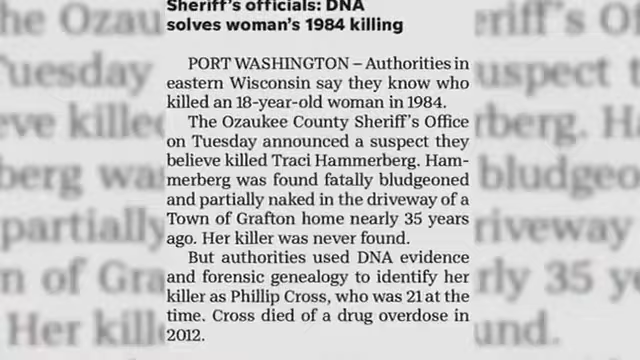 Sheriff's officials: DNA
solves woman's 1984 killing
PORT WASHINGTON – Authorities in
eastern Wisconsin say they know who
killed an 18-year-old woman in 1984.
The Ozaukee County Sheriff's Office
on Tuesday announced a suspect they
believe killed Traci Hammerberg. Ham-
merberg was found fatally bludgeoned
and partially naked in the driveway of a
Town of Grafton home nearly 35 years
ago. Her killer was never found.
But authorities used DNA evidence
and forensic genealogy to identify her
killer as Phillip Cross, who was 21 at the
time. Cross died of a drug overdose in
2012.